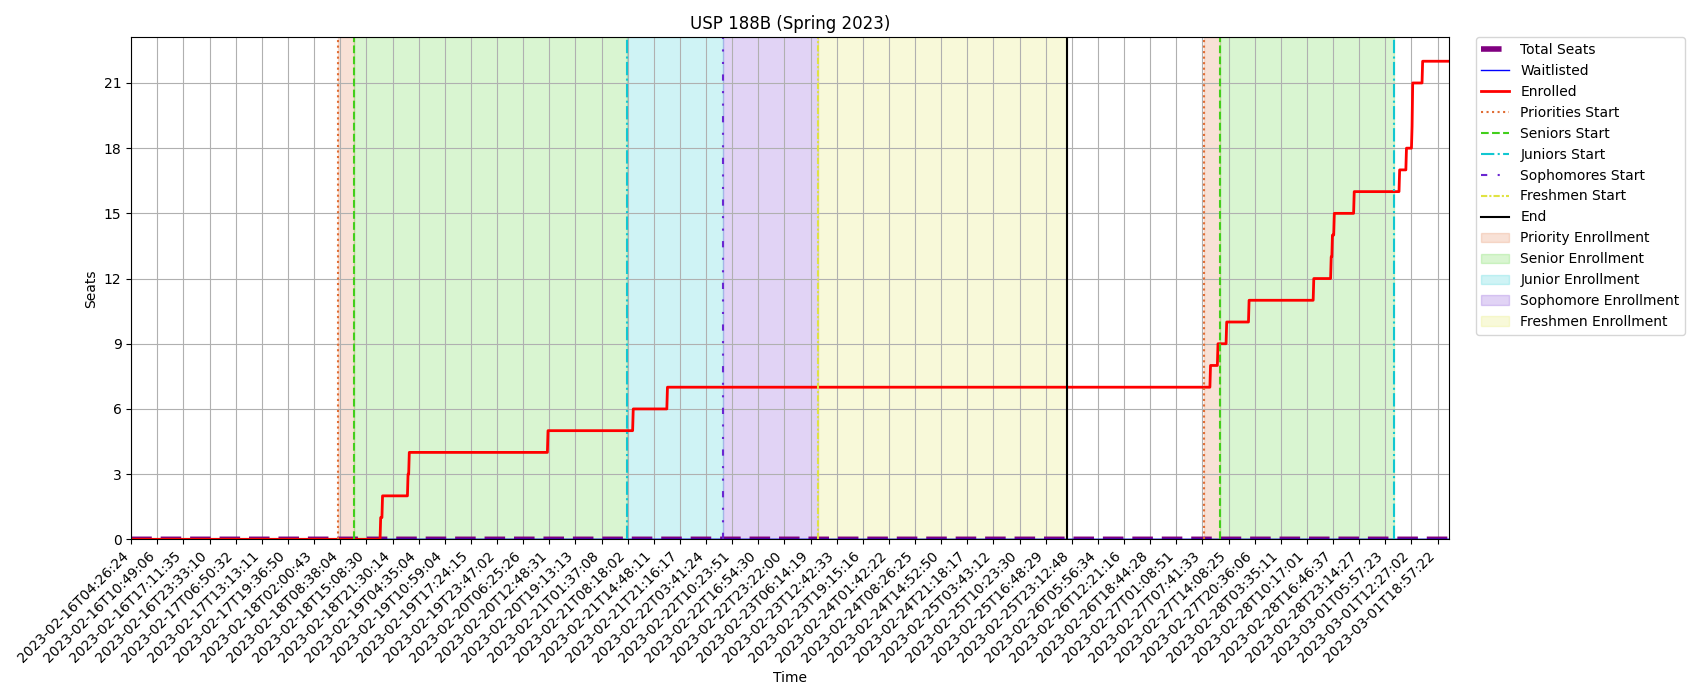 USP 188B (Spring 2023)
Seats
21
18
15
12
9
6
3
0
2023-02-16T04:26:24
2023-02-16T10:49:06
2023-02-16T17:11:35
2023-02-16T23:33:10
2023-02-17T06:50:32
2023-02-17T13:13:11
2023-02-17T19:36:50
2023-02-18T02:00:43
2023-02-18T08:38:04
2023-02-18T15:08:30
2023-02-18T21:30:14
2023-02-19T04:35:04
2023-02-19T10:59:04
2023-02-19T17:24:15
2023-02-19T23:47:02
2023-02-20T06:25:26
2023-02-20T12:48:31
2023-02-20T19:13:13
2023-02-21T01:37:08
2023-02-21T08:18:02
2023-02-21T14:48:11
2023-02-21T21:16:17
2023-02-22T03:41:24
2023-02-22T10:23:51
2023-02-22T16:54:30
2023-02-22T23:22:00
2023-02-23T06:14:19
2023-02-23T12:42:33
2023-02-23T19:15:16
2023-02-24T01:42:22
2023-02-24T08:26:25
2023-02-24T14:52:50
2023-02-24T21:18:17
2023-02-25T03:43:12
2023-02-25T10:23:30
2023-02-25T16:48:29
2023-02-25T23:12:48
2023-02-26T05:56:34
2023-02-26T12:21:16
2023-02-26T18:44:28
2023-02-27T01:08:51
2023-02-27T07:41:33
2023-02-27T14:08:25
2023-02-27T20:36:06
2023-02-28T03:35:11
2023-02-28T10:17:01
2023-02-28T16:46:37
2023-02-28T23:14:27
2023-03-01T05:57:23
2023-03-01T12:27:02
2023-03-01T18:57:22
Time
Total Seats
Waitlisted
Enrolled
Priorities Start
Seniors Start
Juniors Start
Sophomores Start
Freshmen Start
End
Priority Enrollment
Senior Enrollment
Junior Enrollment
Sophomore Enrollment
Freshmen Enrollment